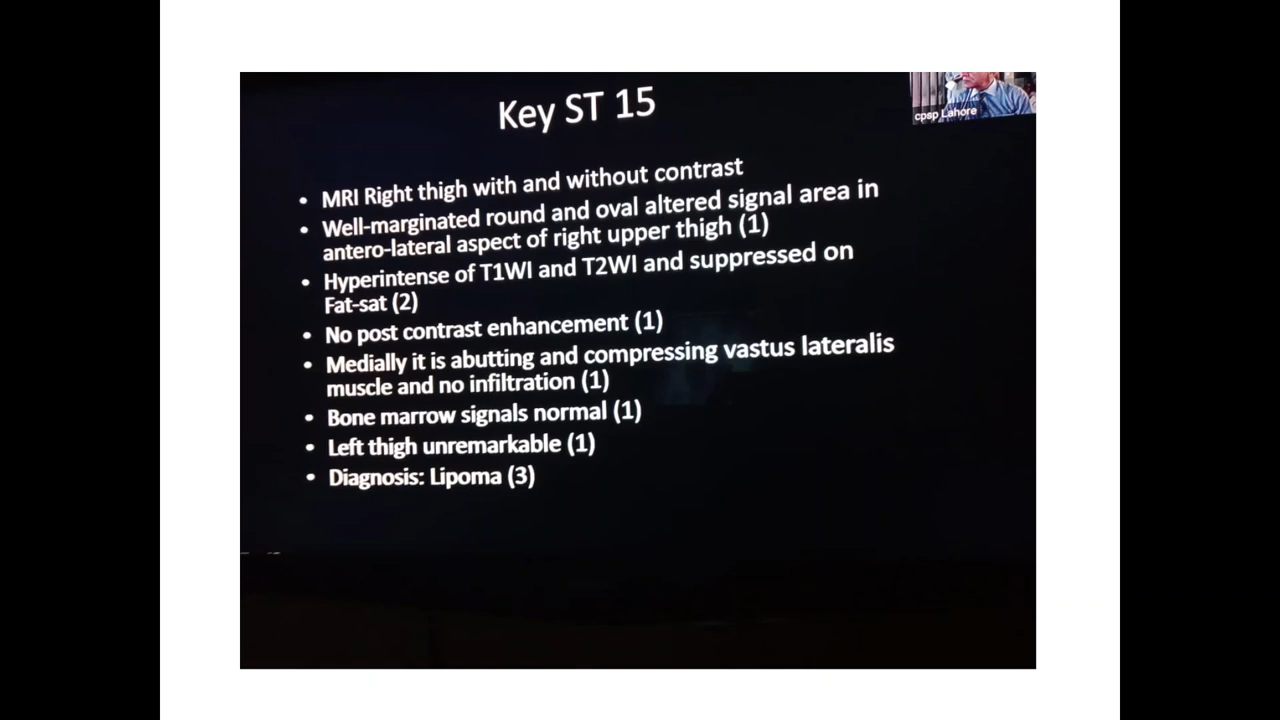 Key ST 15
cpsp Lahore
• MRI Right thigh with and without contrast
• Well-marginated round and oval altered signal area in
antero-lateral aspect of right upper thigh (1)
• Hyperintense of T1WI and T2WI and suppressed on
Fat-sat (2)
• No post contrast enhancement (1)
• Medially it is abutting and compressing vastus lateralis
muscle and no infiltration (1)
• Bone marrow signals normal (1)
• Left thigh unremarkable (1)
• Diagnosis: Lipoma (3)